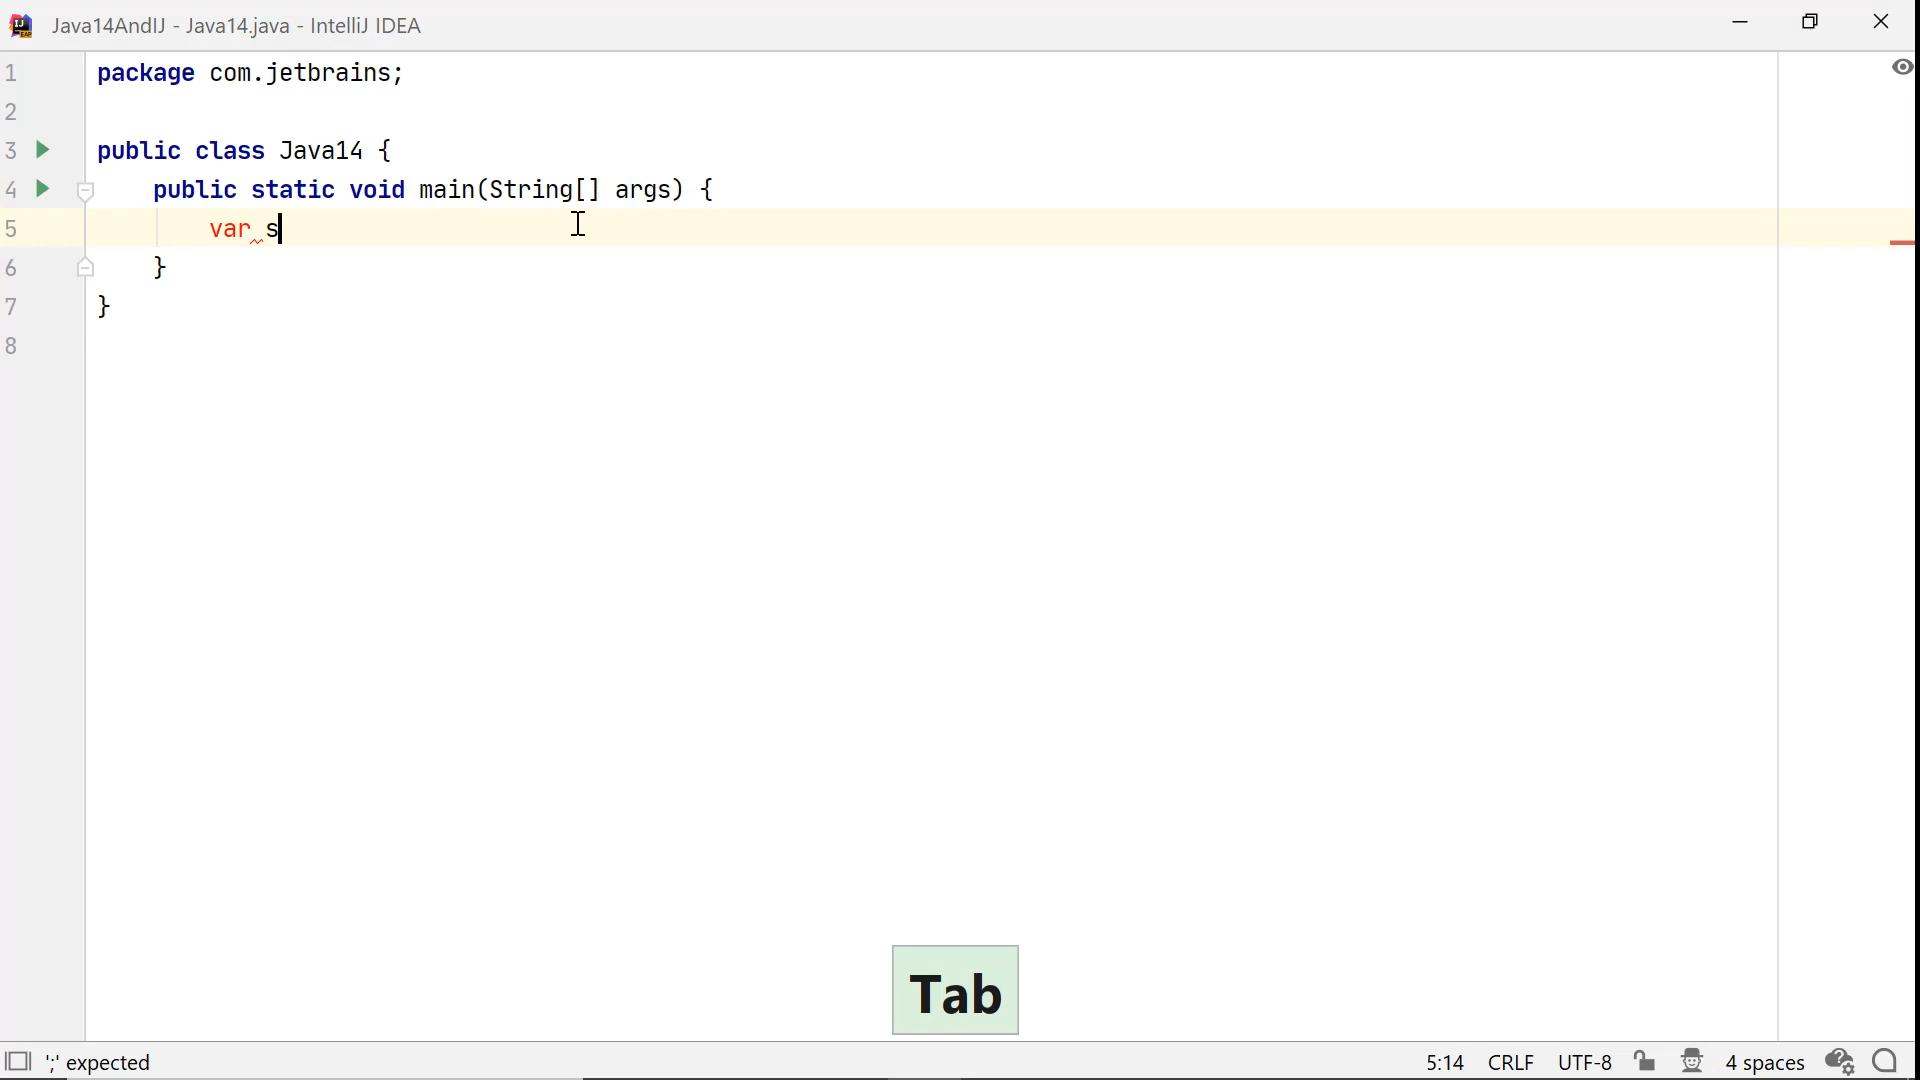 Java14AndIJ - Java14.java - IntelliJ IDEA
1 package com.jetbrains;
2
3 public class Java14 {
4 public static void main(String[] args) {
5 var s
6 }
7 }
8
Tab
';' expected 5:14 CRLF UTF-8 4 spaces